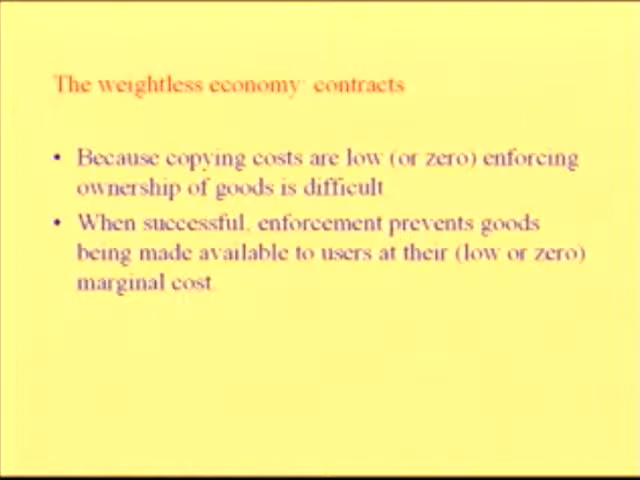 The weightless economy: contracts
• Because copying costs are low (or zero) enforcing
ownership of goods is difficult
• When successful, enforcement prevents goods
being made available to users at their (low or zero)
marginal cost.